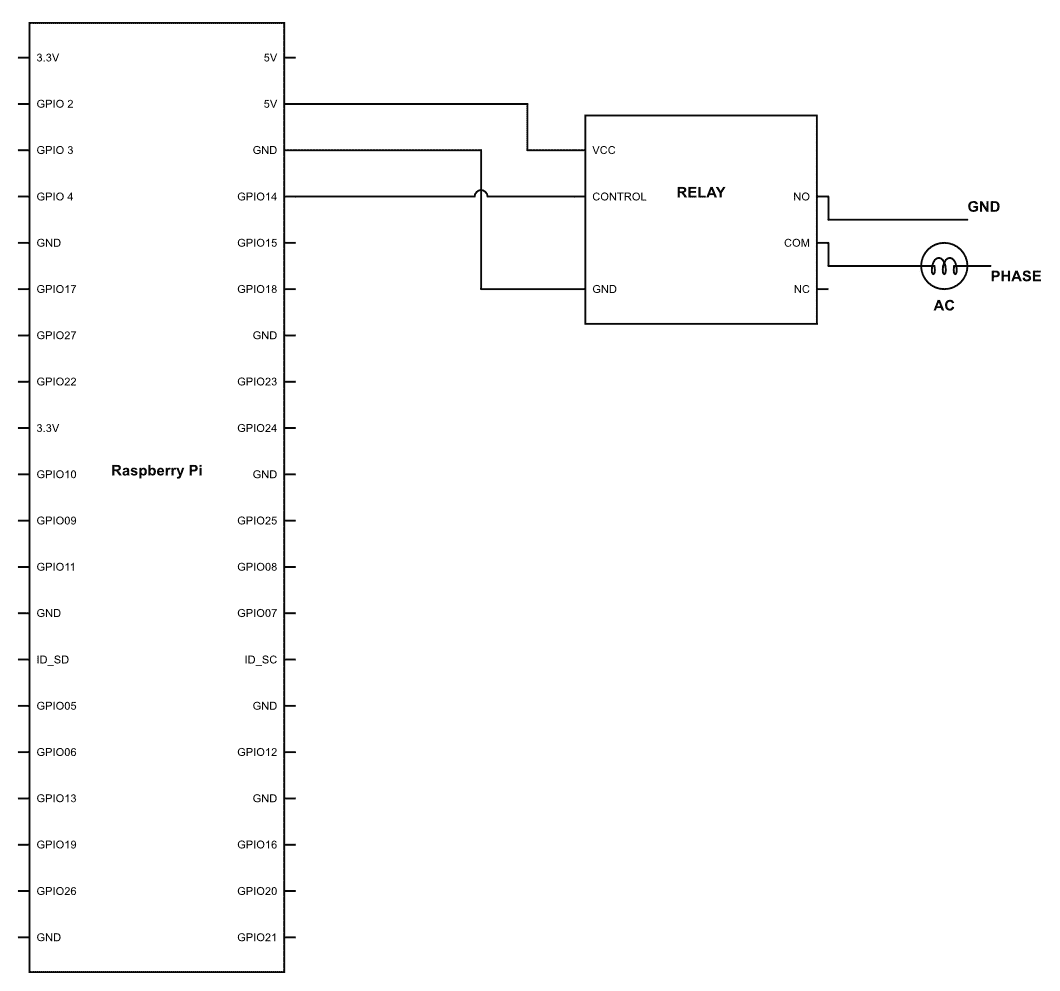 3.3V 5V
GPIO 2 5V
GPIO 3 GND
GPIO 4 GPIO14
GND GPIO15
GPIO17 GPIO18
GPIO27 GND
GPIO22 GPIO23
3.3V GPIO24
Raspberry Pi
GPIO10 GND
GPIO09 GPIO25
GPIO11 GPIO08
GND GPIO07
ID_SD ID_SC
GPIO05 GND
GPIO06 GPIO12
GPIO13 GND
GPIO19 GPIO16
GPIO26 GPIO20
GND GPIO21
VCC
RELAY
CONTROL NO
COM
GND NC
GND
PHASE
AC